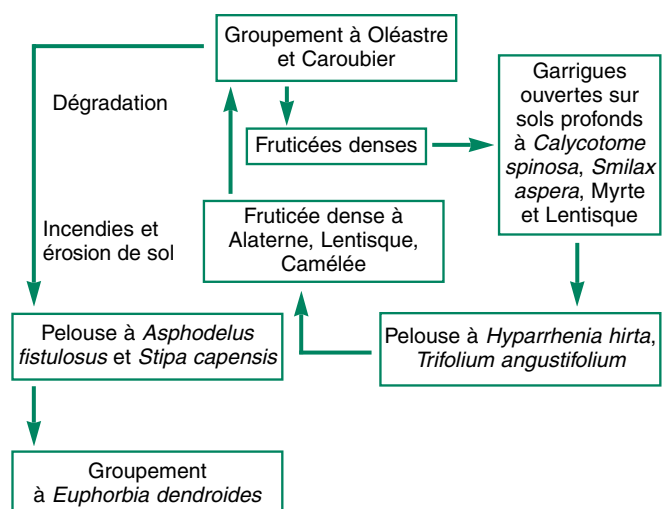 Groupement à Oléastre
et Caroubier
Dégradation
Fruticées denses
Garrigues
ouvertes sur
sols profonds
à Calycotome
spinosa, Smilax
aspera, Myrte
et Lentisque
Incendies et
érosion de sol
Fruticée dense à
Alaterne, Lentisque,
Camélée
Pelouse à Asphodelus
fistulosus et Stipa capensis
Pelouse à Hyparrhenia hirta,
Trifolium angustifolium
Groupement
à Euphorbia dendroides